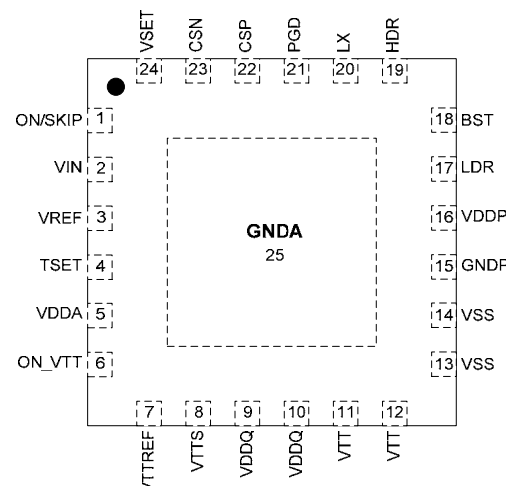 VSET CSN CSP PGD LX HDR
24 23 22 21 20 19
ON/SKIP 1 18 BST
VIN 2 17 LDR
VREF 3 16 VDDP
GNDA
25
TSET 4 15 GNDP
VDDA 5 14 VSS
ON_VTT 6 13 VSS
7 8 9 10 11 12
VTTREF VTTS VDDQ VDDQ VTT VTT